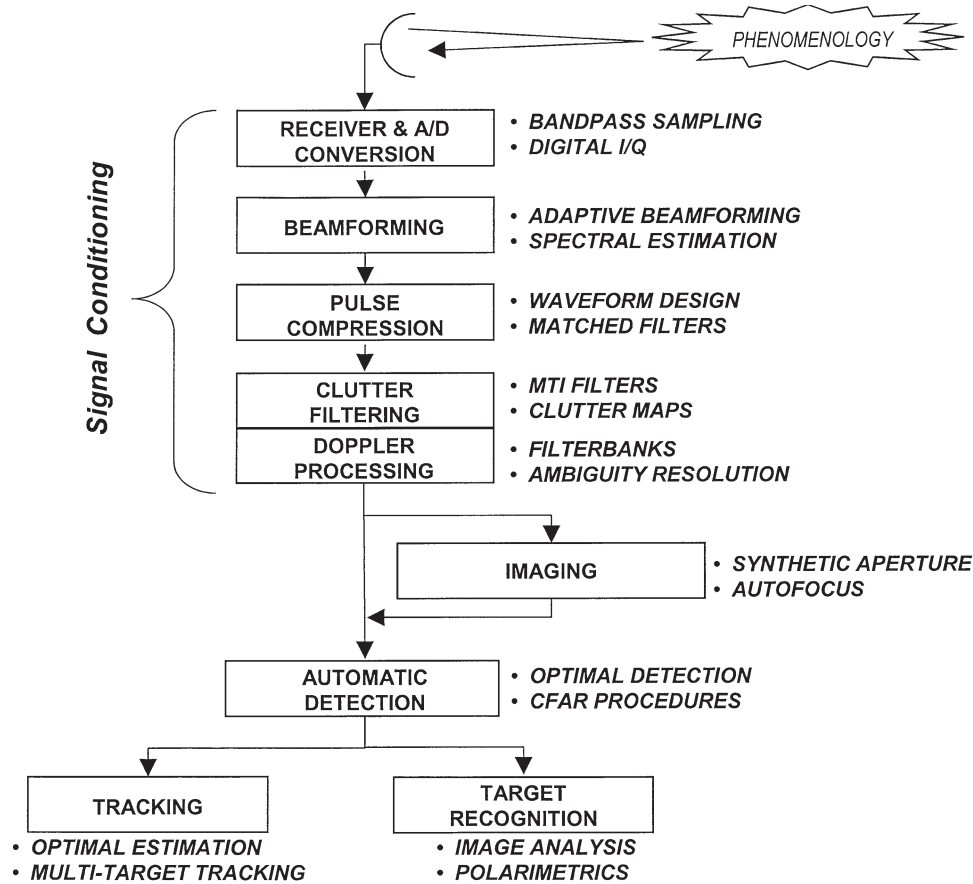 PHENOMENOLOGY
Signal Conditioning
RECEIVER & A/D
CONVERSION
• BANDPASS SAMPLING
• DIGITAL I/Q
BEAMFORMING
• ADAPTIVE BEAMFORMING
• SPECTRAL ESTIMATION
PULSE
COMPRESSION
• WAVEFORM DESIGN
• MATCHED FILTERS
CLUTTER
FILTERING
• MTI FILTERS
• CLUTTER MAPS
DOPPLER
PROCESSING
• FILTERBANKS
• AMBIGUITY RESOLUTION
IMAGING
• SYNTHETIC APERTURE
• AUTOFOCUS
AUTOMATIC
DETECTION
• OPTIMAL DETECTION
• CFAR PROCEDURES
TRACKING
• OPTIMAL ESTIMATION
• MULTI-TARGET TRACKING
TARGET
RECOGNITION
• IMAGE ANALYSIS
• POLARIMETRICS